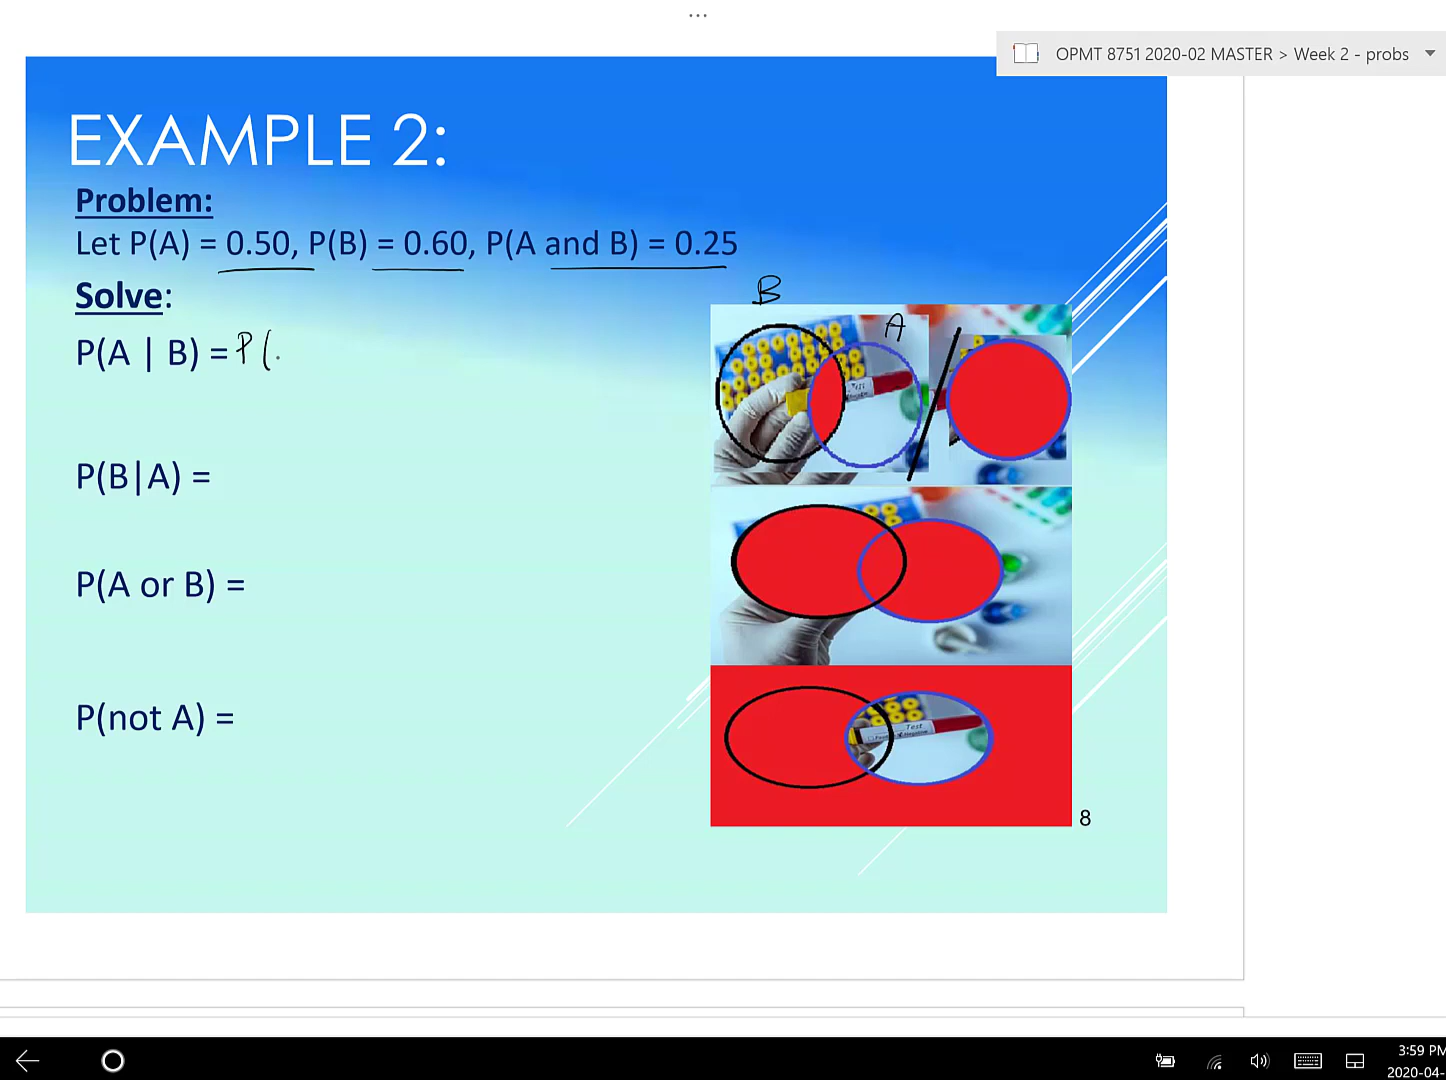 ...
OPMT 8751 2020-02 MASTER > Week 2 - probs
EXAMPLE 2:
Problem:
Let P(A) = 0.50, P(B) = 0.60, P(A and B) = 0.25
Solve:
B
A
P(A | B) = P(
P(B|A) =
P(A or B) =
Test
P(not A) =
8
3:59 PM
2020-04-